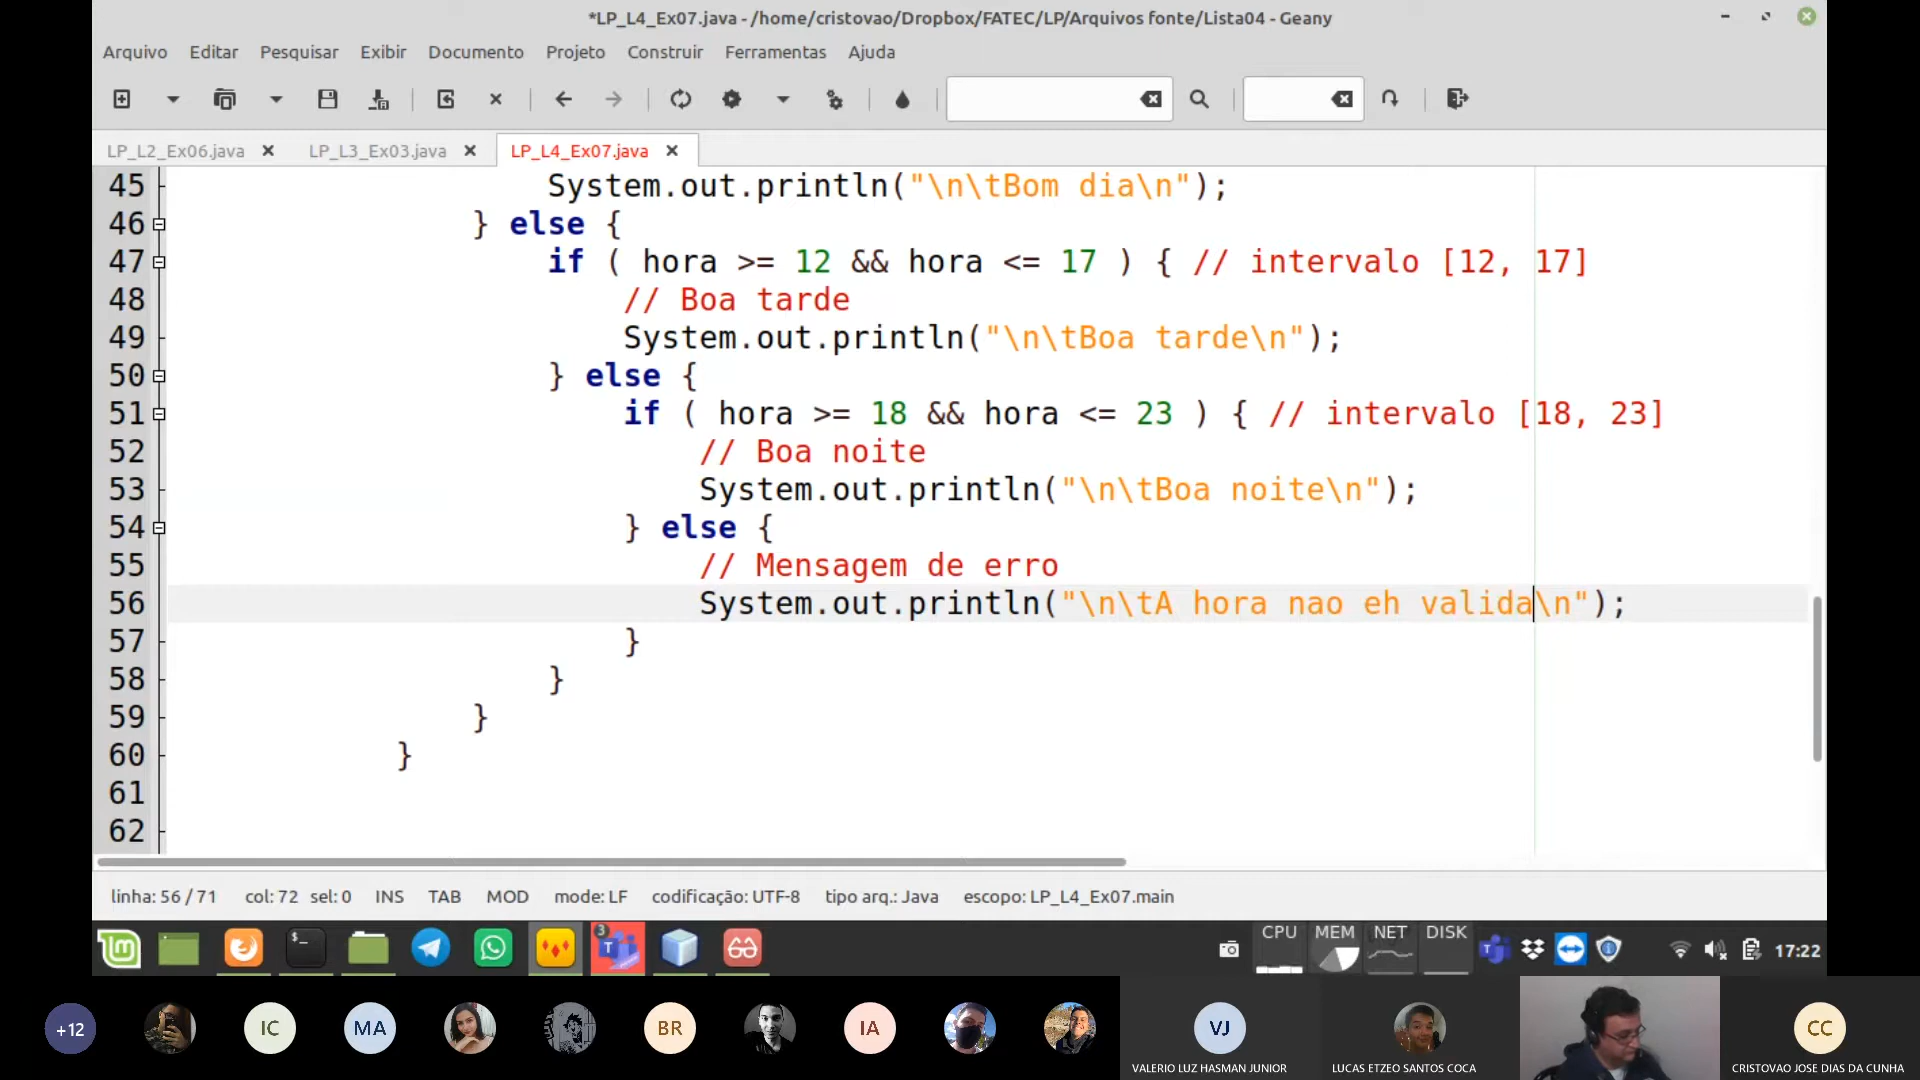 *LP_L4_Ex07.java - /home/cristovao/Dropbox/FATEC/LP/Arquivos fonte/Lista04 - Geany
Arquivo Editar Pesquisar Exibir Documento Projeto Construir Ferramentas Ajuda
LP_L2_Ex06.java LP_L3_Ex03.java LP_L4_Ex07.java
45 System.out.println("\n\tBom dia\n");
46 } else {
47 if ( hora >= 12 && hora <= 17 ) { // intervalo [12, 17]
48 // Boa tarde
49 System.out.println("\n\tBoa tarde\n");
50 } else {
51 if ( hora >= 18 && hora <= 23 ) { // intervalo [18, 23]
52 // Boa noite
53 System.out.println("\n\tBoa noite\n");
54 } else {
55 // Mensagem de erro
56 System.out.println("\n\tA hora nao eh valida\n");
57 }
58 }
59 }
60 }
61
62
linha: 56 / 71 col: 72 sel: 0 INS TAB MOD mode: LF codificação: UTF-8 tipo arq.: Java escopo: LP_L4_Ex07.main
3 CPU MEM NET DISK 17:22
+12 IC MA BR IA VJ CC
VALERIO LUZ HASMAN JUNIOR LUCAS ETZEO SANTOS COCA CRISTOVAO JOSE DIAS DA CUNHA